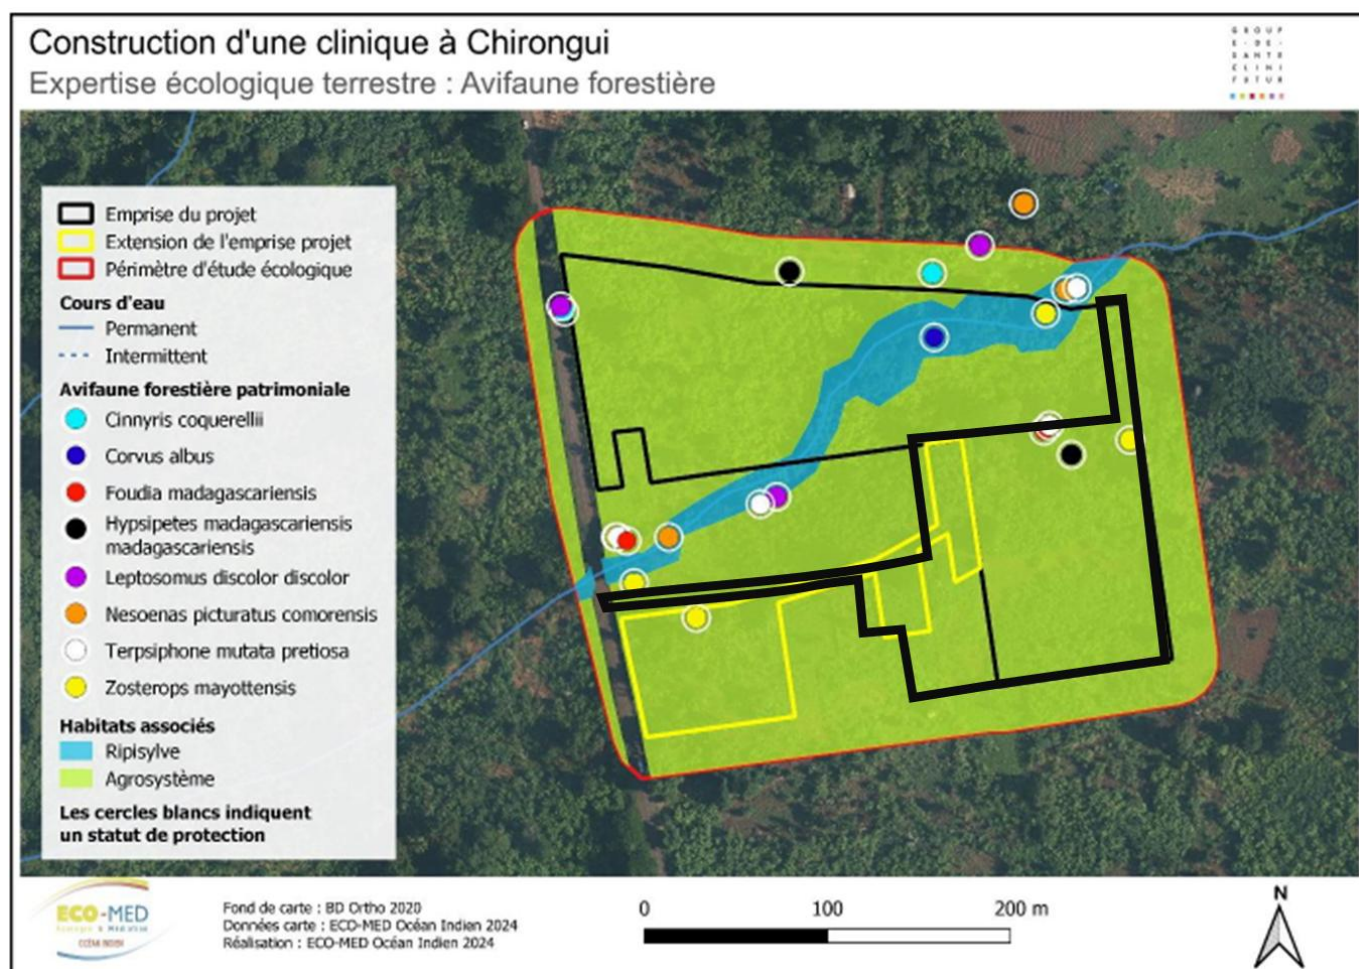 Construction d'une clinique à Chirongui
Expertise écologique terrestre : Avifaune forestière
G R O U P
E - D E -
S A N T E
C L I N I
F U T U R
Emprise du projet
Extension de l'emprise projet
Périmètre d'étude écologique
Cours d'eau
Permanent
Intermittent
Avifaune forestière patrimoniale
Cinnyris coquerellii
Corvus albus
Foudia madagascariensis
Hypsipetes madagascariensis
madagascariensis
Leptosomus discolor discolor
Nesoenas picturatus comorensis
Terpsiphone mutata pretiosa
Zosterops mayottensis
Habitats associés
Ripisylve
Agrosystème
Les cercles blancs indiquent
un statut de protection
ECO-MED
OCÉAN INDIEN
Fond de carte : BD Ortho 2020
Données carte : ECO-MED Océan Indien 2024
Réalisation : ECO-MED Océan Indien 2024
0 100 200 m
N